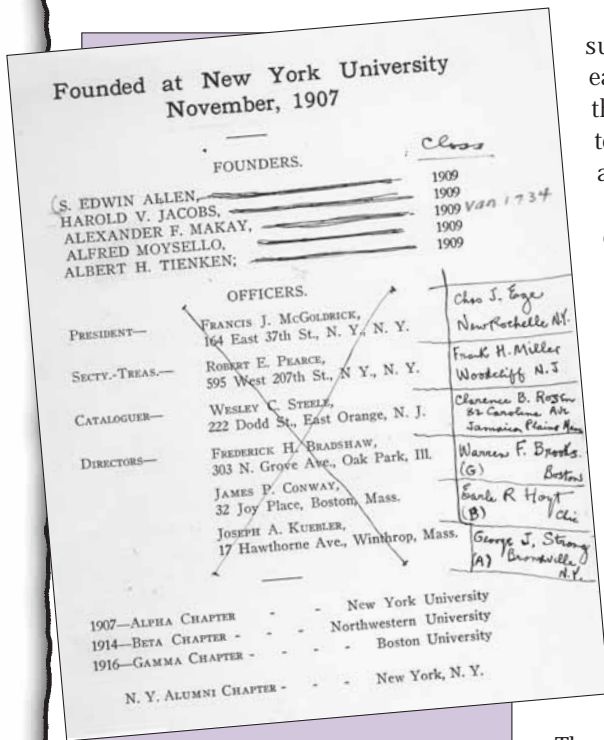 Founded at New York University
November, 1907
FOUNDERS.
Class
S. EDWIN ALLEN, 1909
HAROLD V. JACOBS, 1909
ALEXANDER F. MAKAY, 1909 Van 1734
ALFRED MOYSELLO, 1909
ALBERT H. TIENKEN; 1909
OFFICERS.
PRESIDENT— FRANCIS J. MCGOLDRICK,
164 East 37th St., N. Y., N. Y.
Chas J.
New Rochelle N.Y.
SECTY.-TREAS.— ROBERT E. PEARCE,
595 West 207th St., N. Y., N. Y.
Frank H. Miller
Woodcliff N. J
CATALOGUER— WESLEY C. STEELE,
222 Dodd St., East Orange, N. J.
Clarence B.
82 Caroline Ave
Jamaica Plains Mass
DIRECTORS— FREDERICK H. BRADSHAW,
303 N. Grove Ave., Oak Park, Ill.
Warren F. Brooks.
(G) Boston
JAMES P. CONWAY,
32 Joy Place, Boston, Mass.
Earle R Hoyt
(B) Chic
JOSEPH A. KUEBLER,
17 Hawthorne Ave., Winthrop, Mass.
George J. Strong
(A) Bronxville
N.Y.
1907—ALPHA CHAPTER - - New York University
1914—BETA CHAPTER - - - Northwestern University
1916—GAMMA CHAPTER - - - Boston University
N. Y. ALUMNI CHAPTER - - - New York, N. Y.